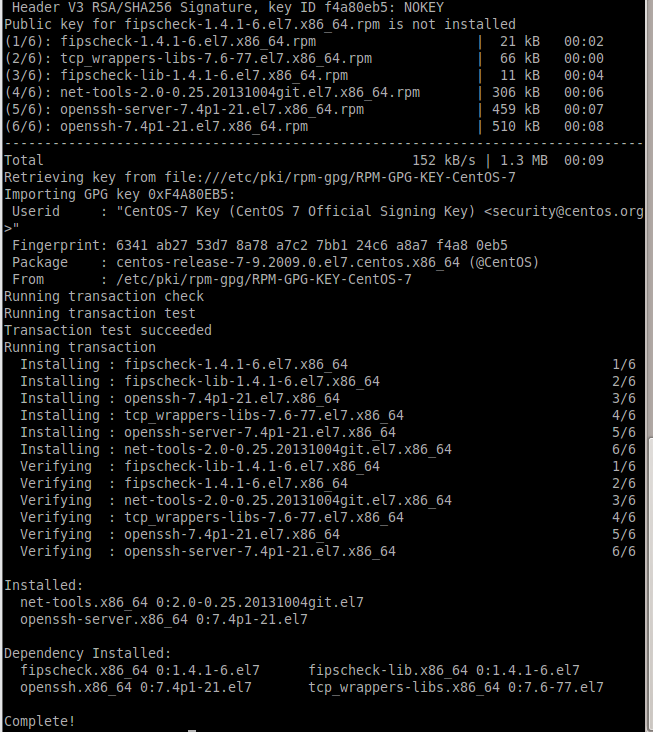 Header V3 RSA/SHA256 Signature, key ID f4a80eb5: NOKEY
Public key for fipscheck-1.4.1-6.el7.x86_64.rpm is not installed
(1/6): fipscheck-1.4.1-6.el7.x86_64.rpm | 21 kB 00:02
(2/6): tcp_wrappers-libs-7.6-77.el7.x86_64.rpm | 66 kB 00:00
(3/6): fipscheck-lib-1.4.1-6.el7.x86_64.rpm | 11 kB 00:04
(4/6): net-tools-2.0-0.25.20131004git.el7.x86_64.rpm | 306 kB 00:06
(5/6): openssh-server-7.4p1-21.el7.x86_64.rpm | 459 kB 00:07
(6/6): openssh-7.4p1-21.el7.x86_64.rpm | 510 kB 00:08
--------------------------------------------------------------------------------
Total 152 kB/s | 1.3 MB 00:09
Retrieving key from file:///etc/pki/rpm-gpg/RPM-GPG-KEY-CentOS-7
Importing GPG key 0xF4A80EB5:
Userid : "CentOS-7 Key (CentOS 7 Official Signing Key) <security@centos.org
>"
Fingerprint: 6341 ab27 53d7 8a78 a7c2 7bb1 24c6 a8a7 f4a8 0eb5
Package : centos-release-7-9.2009.0.el7.centos.x86_64 (@CentOS)
From : /etc/pki/rpm-gpg/RPM-GPG-KEY-CentOS-7
Running transaction check
Running transaction test
Transaction test succeeded
Running transaction
Installing : fipscheck-1.4.1-6.el7.x86_64 1/6
Installing : fipscheck-lib-1.4.1-6.el7.x86_64 2/6
Installing : openssh-7.4p1-21.el7.x86_64 3/6
Installing : tcp_wrappers-libs-7.6-77.el7.x86_64 4/6
Installing : openssh-server-7.4p1-21.el7.x86_64 5/6
Installing : net-tools-2.0-0.25.20131004git.el7.x86_64 6/6
Verifying : fipscheck-lib-1.4.1-6.el7.x86_64 1/6
Verifying : fipscheck-1.4.1-6.el7.x86_64 2/6
Verifying : net-tools-2.0-0.25.20131004git.el7.x86_64 3/6
Verifying : tcp_wrappers-libs-7.6-77.el7.x86_64 4/6
Verifying : openssh-7.4p1-21.el7.x86_64 5/6
Verifying : openssh-server-7.4p1-21.el7.x86_64 6/6
Installed:
net-tools.x86_64 0:2.0-0.25.20131004git.el7
openssh-server.x86_64 0:7.4p1-21.el7
Dependency Installed:
fipscheck.x86_64 0:1.4.1-6.el7 fipscheck-lib.x86_64 0:1.4.1-6.el7
openssh.x86_64 0:7.4p1-21.el7 tcp_wrappers-libs.x86_64 0:7.6-77.el7
Complete!